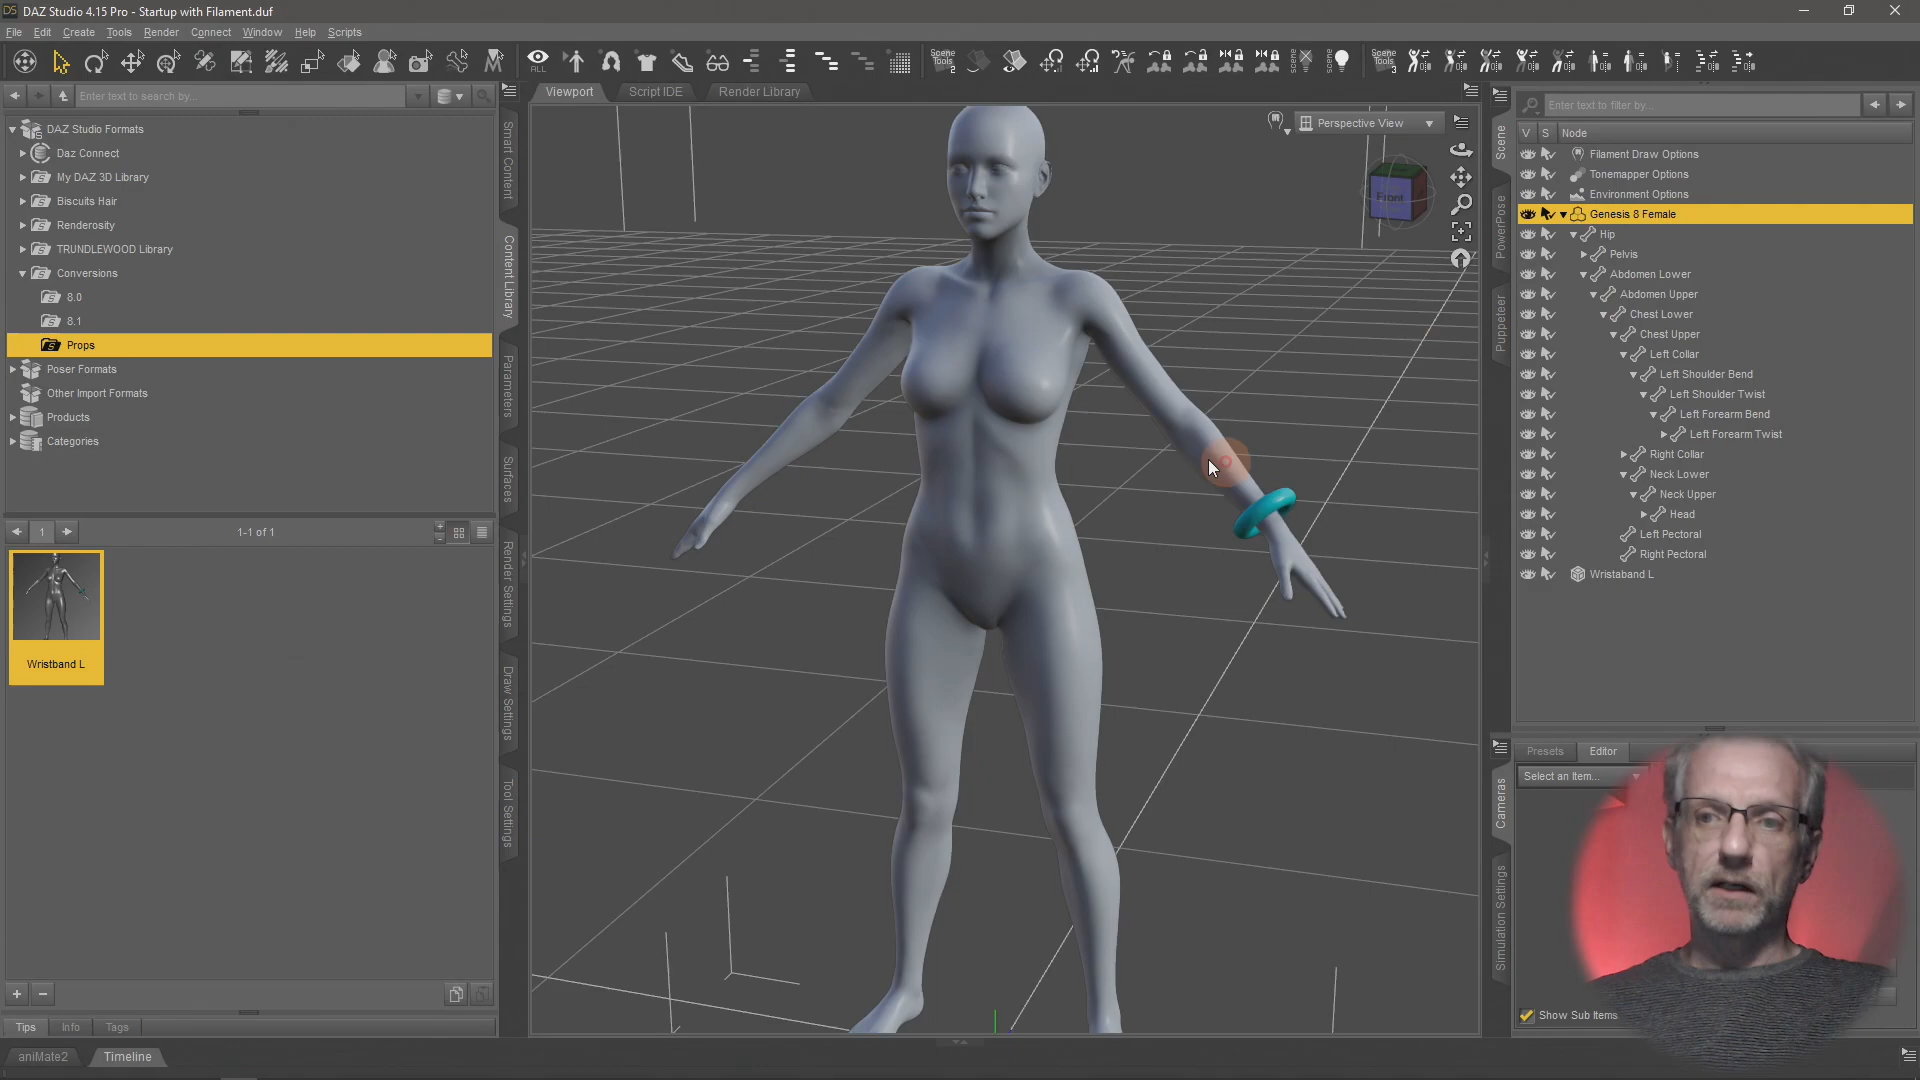 DS DAZ Studio 4.15 Pro - Startup with Filament.duf
File Edit Create Tools Render Connect Window Help Scripts
ALL
Scene Tools 2
Scene Tools 3
Enter text to search by...
DAZ Studio Formats
Daz Connect
My DAZ 3D Library
Biscuits Hair
Renderosity
TRUNDLEWOOD Library
Conversions
8.0
8.1
Props
Poser Formats
Other Import Formats
Products
Categories
1
1-1 of 1
Wristband L
Tips Info Tags
aniMate2 Timeline
Smart Content
Content Library
Parameters
Surfaces
Render Settings
Draw Settings
Tool Settings
Viewport Script IDE Render Library
Perspective View
Front
Scene
PowerPose
Puppeteer
Enter text to filter by...
V S Node
Filament Draw Options
Tonemapper Options
Environment Options
Genesis 8 Female
Hip
Pelvis
Abdomen Lower
Abdomen Upper
Chest Lower
Chest Upper
Left Collar
Left Shoulder Bend
Left Shoulder Twist
Left Forearm Bend
Left Forearm Twist
Right Collar
Neck Lower
Neck Upper
Head
Left Pectoral
Right Pectoral
Wristaband L
Cameras
Simulation Settings
Presets Editor
Select an Item...
Show Sub Items